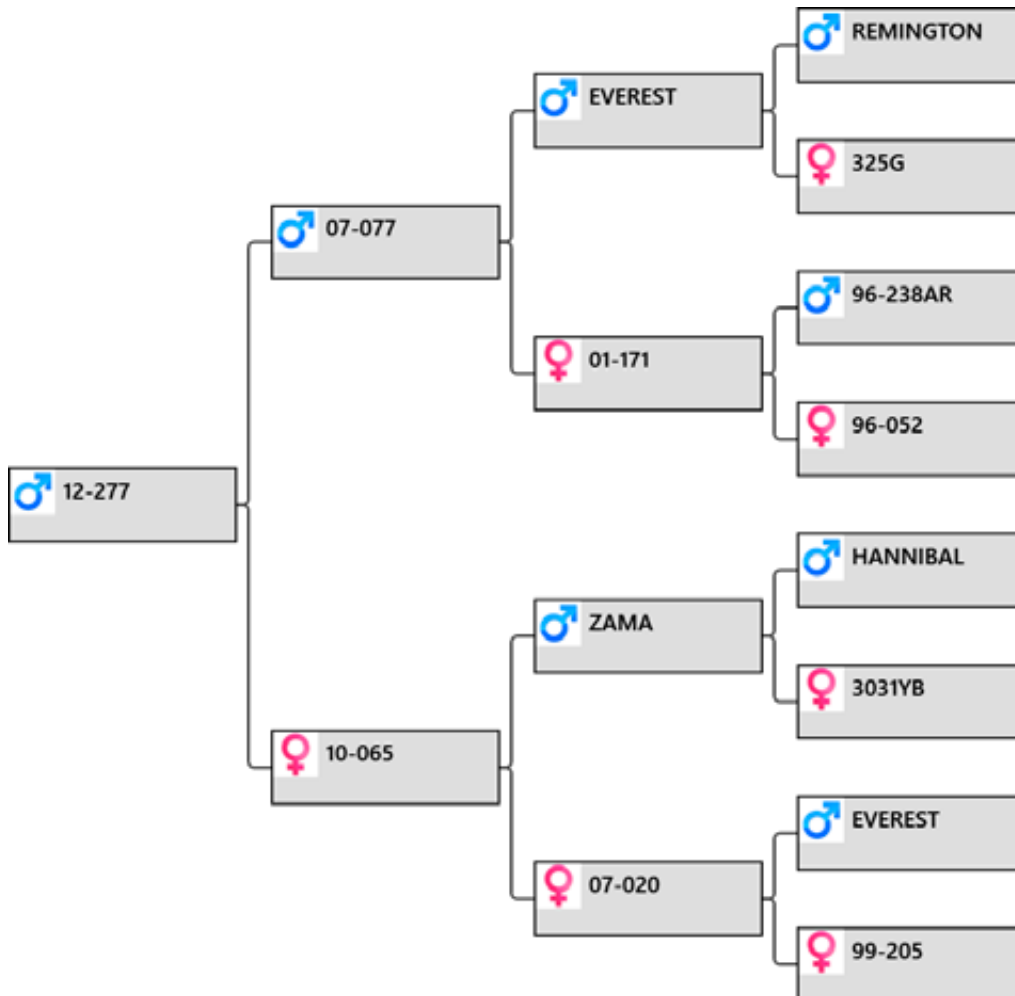 REMINGTON
EVEREST
325G
07-077
96-238AR
01-171
96-052
12-277
HANNIBAL
ZAMA
3031YB
10-065
EVEREST
07-020
99-205